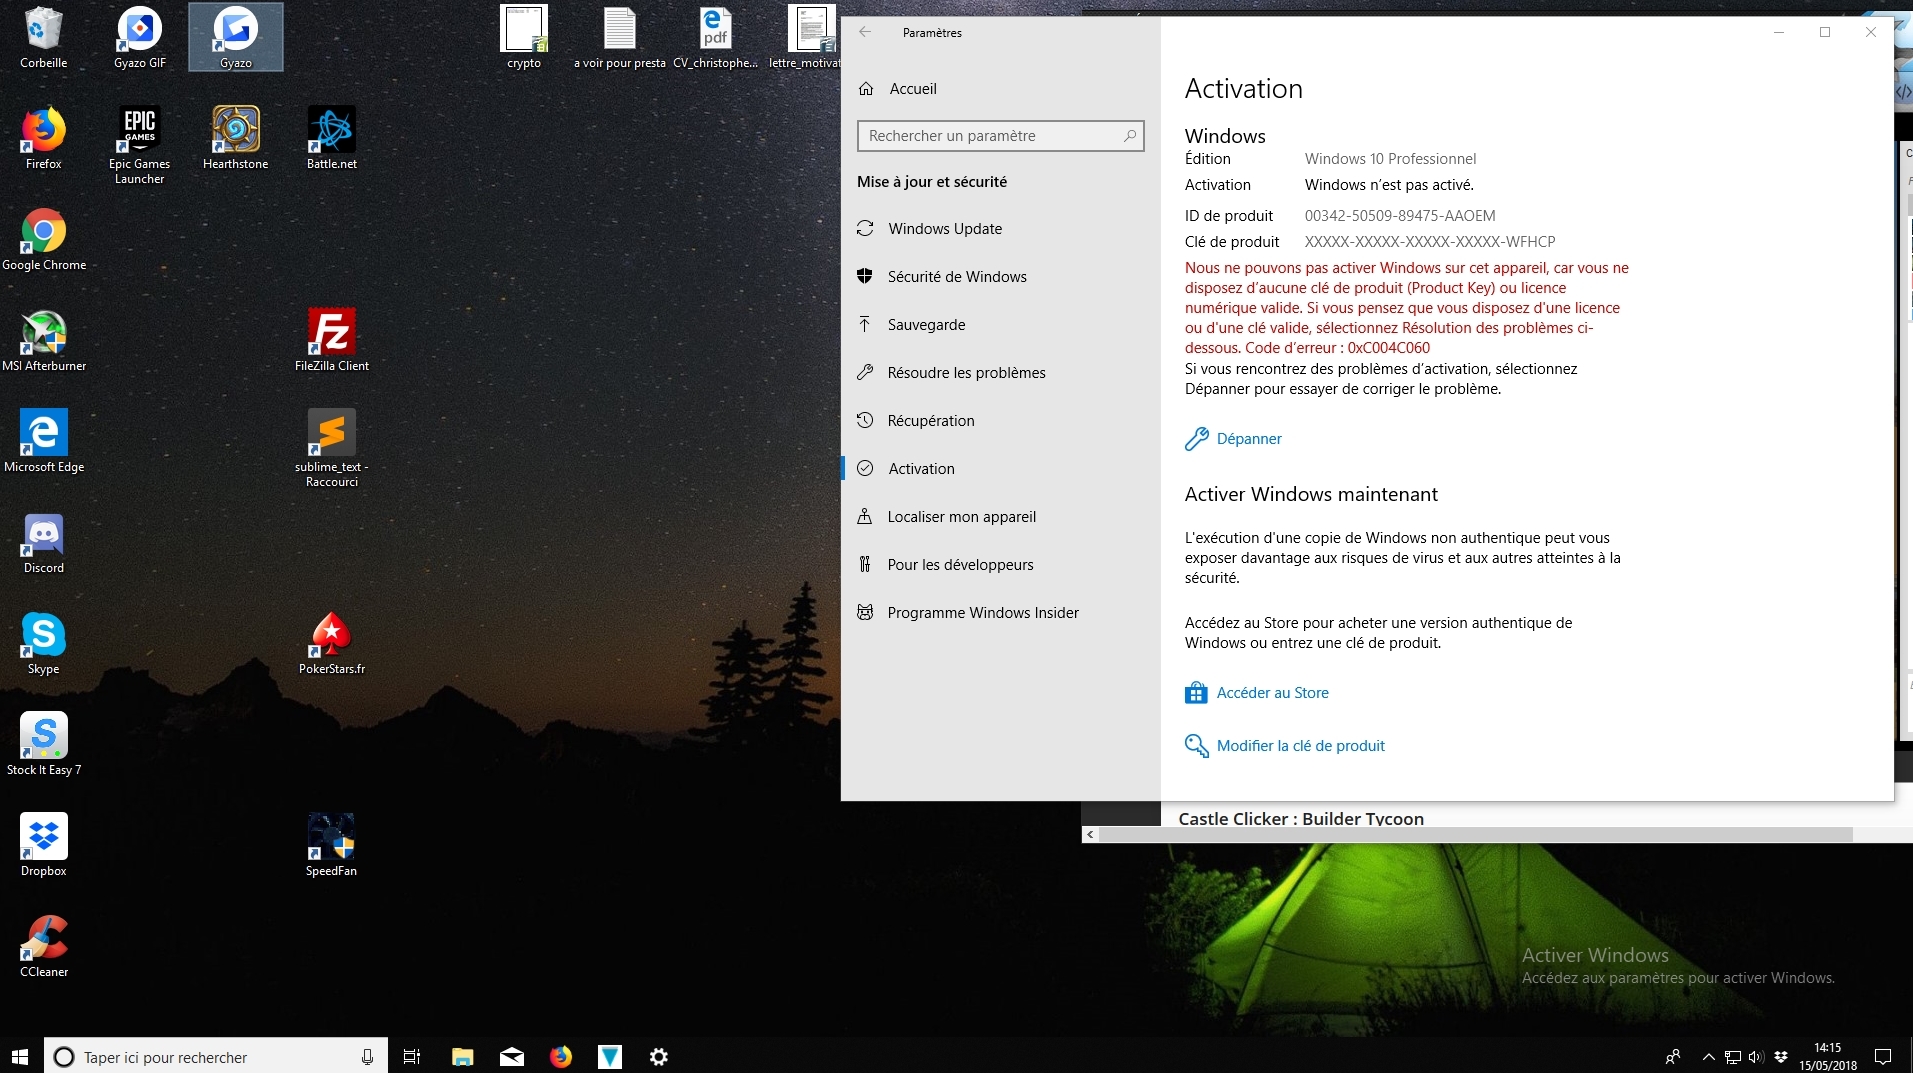 Corbeille
Gyazo GIF
Gyazo
crypto
a voir pour presta
CV_christophe...
lettre_motivat
Firefox
EPIC
GAMES
Epic Games
Launcher
Hearthstone
Battle.net
Google Chrome
MSI Afterburner
FileZilla Client
Microsoft Edge
sublime_text -
Raccourci
Discord
Skype
PokerStars.fr
Stock It Easy 7
Dropbox
SpeedFan
CCleaner
Paramètres
Accueil
Rechercher un paramètre
Mise à jour et sécurité
Windows Update
Sécurité de Windows
Sauvegarde
Résoudre les problèmes
Récupération
Activation
Localiser mon appareil
Pour les développeurs
Programme Windows Insider
Activation
Windows
Édition Windows 10 Professionnel
Activation Windows n’est pas activé.
ID de produit 00342-50509-89475-AAOEM
Clé de produit XXXXX-XXXXX-XXXXX-XXXXX-WFHCP
Nous ne pouvons pas activer Windows sur cet appareil, car vous ne
disposez d’aucune clé de produit (Product Key) ou licence
numérique valide. Si vous pensez que vous disposez d'une licence
ou d'une clé valide, sélectionnez Résolution des problèmes ci-
dessous. Code d’erreur : 0xC004C060
Si vous rencontrez des problèmes d’activation, sélectionnez
Dépanner pour essayer de corriger le problème.
Dépanner
Activer Windows maintenant
L'exécution d'une copie de Windows non authentique peut vous
exposer davantage aux risques de virus et aux autres atteintes à la
sécurité.
Accédez au Store pour acheter une version authentique de
Windows ou entrez une clé de produit.
Accéder au Store
Modifier la clé de produit
Castle Clicker : Builder Tycoon
Activer Windows
Accédez aux paramètres pour activer Windows.
Taper ici pour rechercher
14:15
15/05/2018